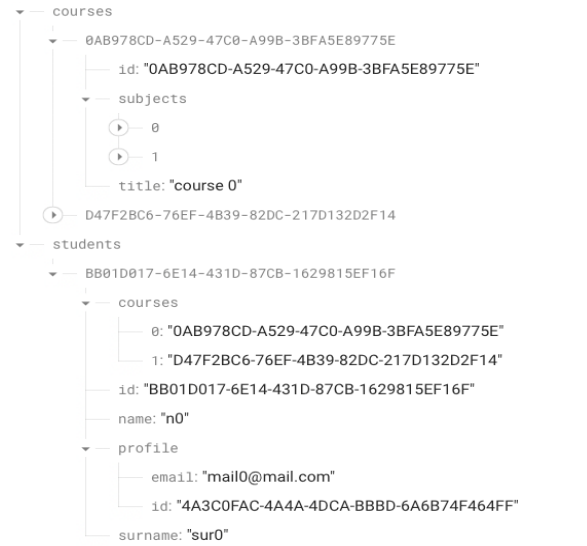 courses
0AB978CD-A529-47C0-A99B-3BFA5E89775E
id: "0AB978CD-A529-47C0-A99B-3BFA5E89775E"
subjects
0
1
title: "course 0"
D47F2BC6-76EF-4B39-82DC-217D132D2F14
students
BB01D017-6E14-431D-87CB-1629815EF16F
courses
0: "0AB978CD-A529-47C0-A99B-3BFA5E89775E"
1: "D47F2BC6-76EF-4B39-82DC-217D132D2F14"
id: "BB01D017-6E14-431D-87CB-1629815EF16F"
name: "n0"
profile
email: "mail0@mail.com"
id: "4A3C0FAC-4A4A-4DCA-BBBD-6A6B74F464FF"
surname: "sur0"